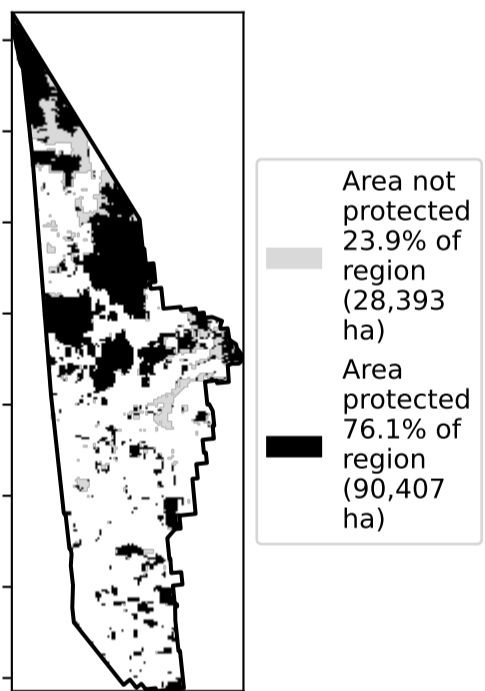 Area not
protected
23.9% of
region
(28,393
ha)
Area
protected
76.1% of
region
(90,407
ha)